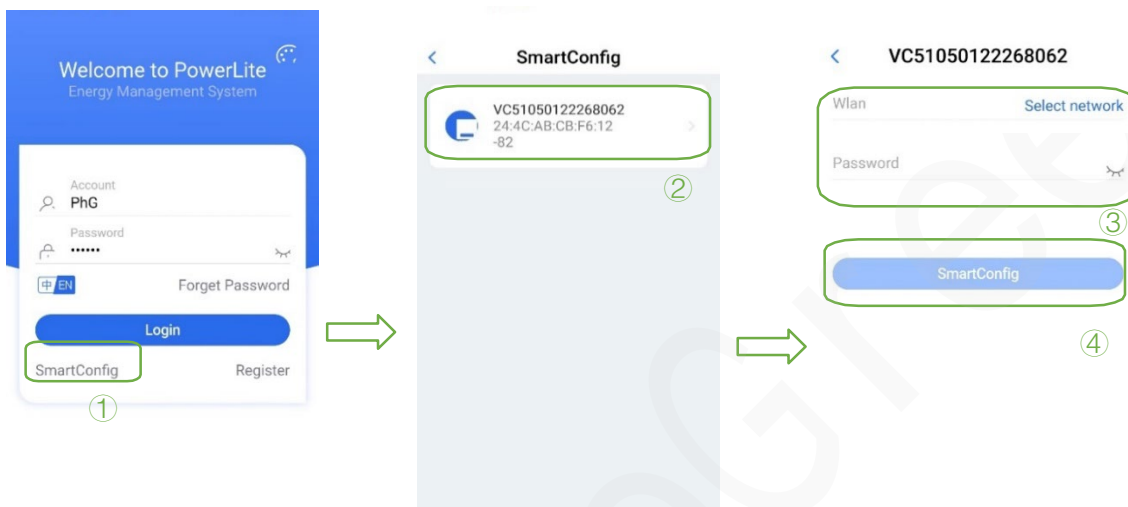 Welcome to PowerLite
Energy Management System
Account
PhG
Password
••••••
中/EN
Forget Password
Login
SmartConfig
Register
①
SmartConfig
VC51050122268062
24:4C:AB:CB:F6:12
-82
②
VC51050122268062
Wlan
Select network
Password
③
SmartConfig
④